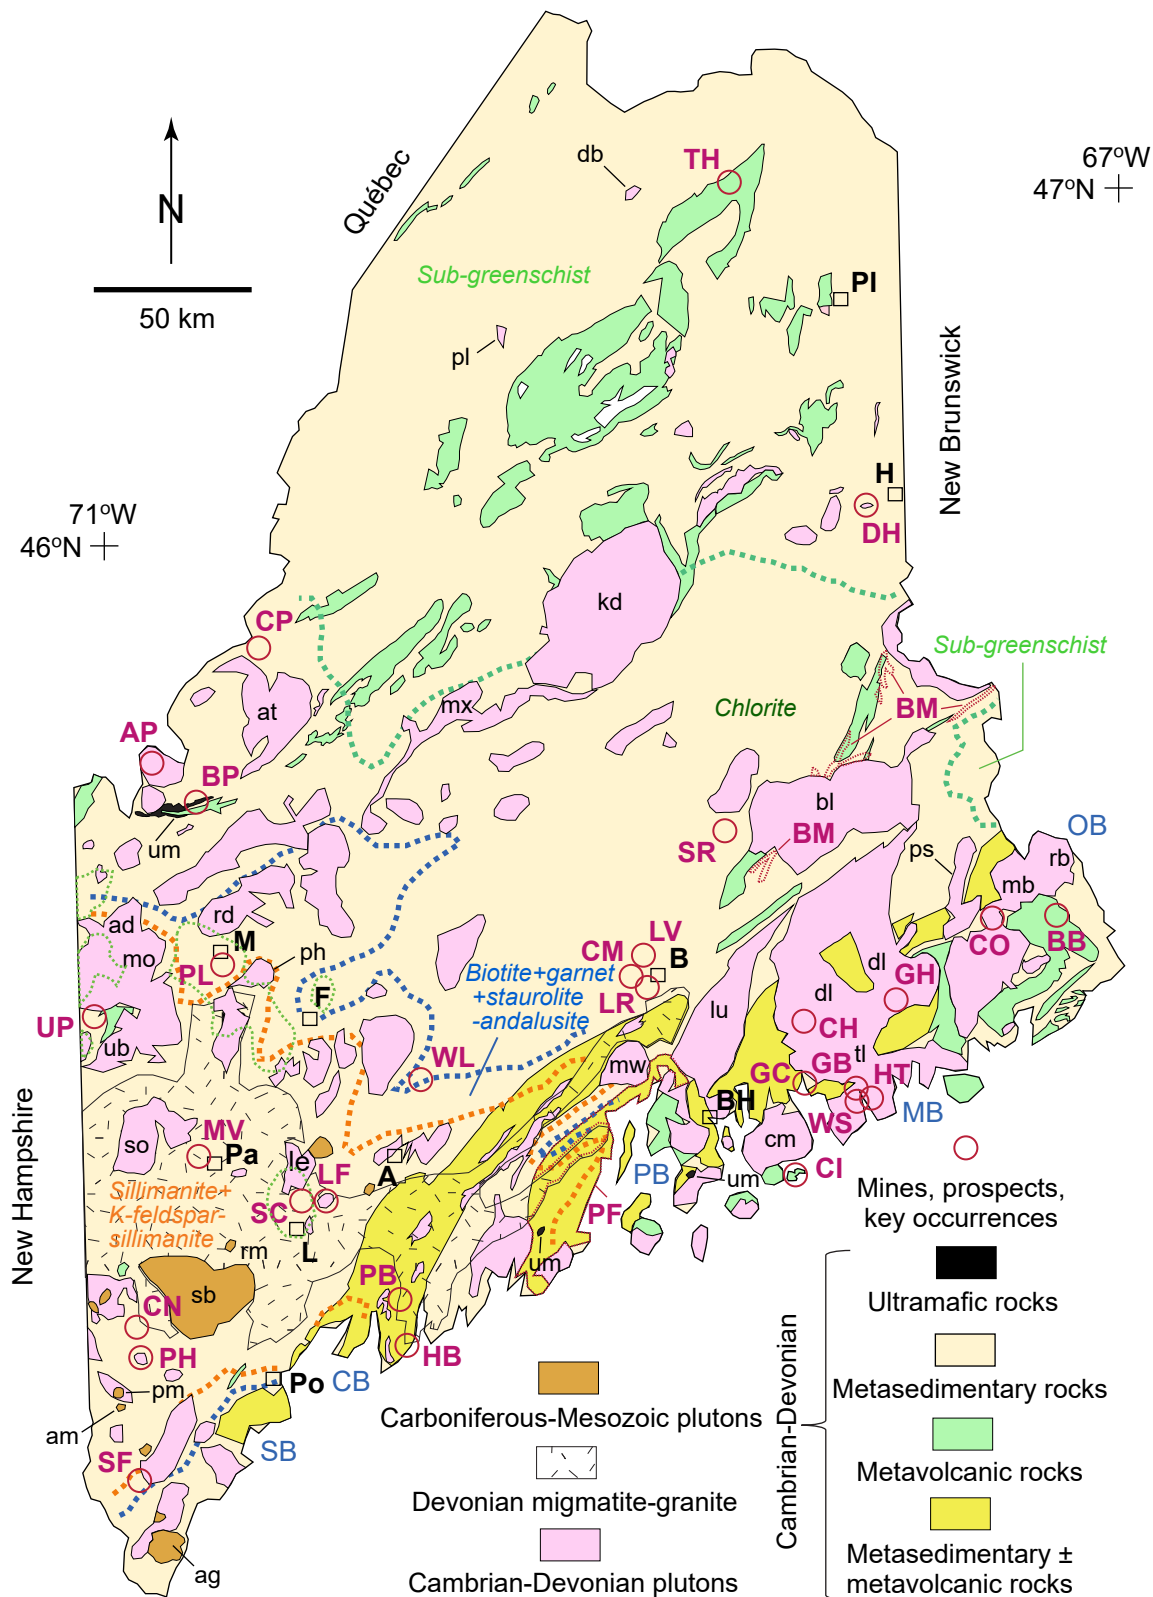 67°W
47°N
N
Québec
db
TH
Sub-greenschist
50 km
PI
pl
New Brunswick
H
DH
71°W
46°N
kd
CP
Sub-greenschist
at
mx
Chlorite
BM
AP
BP
bl
um
SR
BM
OB
ps
rb
mb
rd
ad
M
mo
PL
ph
LV
CM
B
LR
CO
BB
Biotite+garnet
+staurolite
-andalusite
F
dl
GH
dl
lu
CH
UP
ub
WL
mw
GC
GB
tl
HT
BH
WS
MB
so
MV
Pa
le
A
cm
CI
PB
um
LF
SC
Sillimanite+
K-feldspar-
sillimanite
L
PF
New Hampshire
rm
um
sb
PB
CN
HB
PH
Po
CB
pm
am
SB
SF
ag
Mines, prospects,
key occurrences
Ultramafic rocks
Metasedimentary rocks
Metavolcanic rocks
Metasedimentary ±
metavolcanic rocks
Cambrian-Devonian
Carboniferous-Mesozoic plutons
Devonian migmatite-granite
Cambrian-Devonian plutons